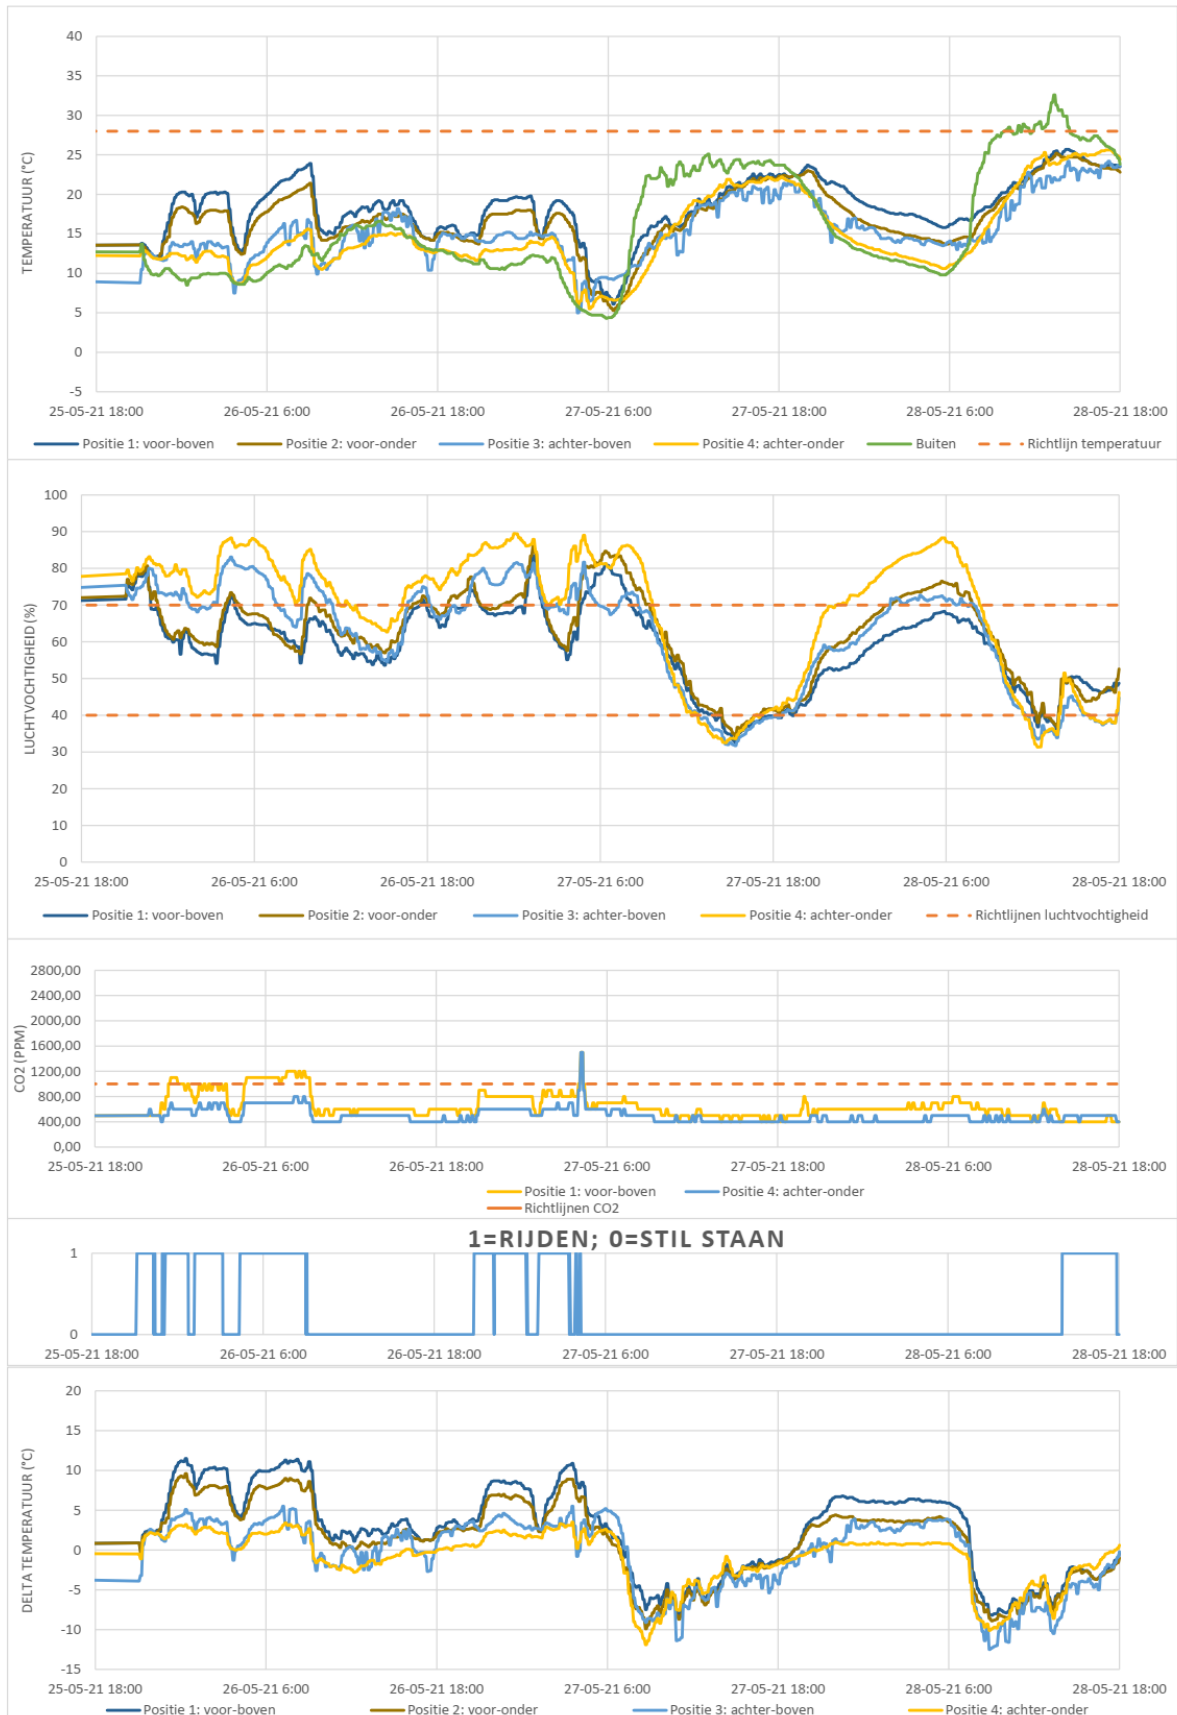 40
35
30
25
20
15
10
5
0
-5
TEMPERATUUR (°C)
25-05-21 18:00 26-05-21 6:00 26-05-21 18:00 27-05-21 6:00 27-05-21 18:00 28-05-21 6:00 28-05-21 18:00
Positie 1: voor-boven Positie 2: voor-onder Positie 3: achter-boven Positie 4: achter-onder Buiten Richtlijn temperatuur
100
90
80
70
60
50
40
30
20
10
0
LUCHTVOCHTIGHEID (%)
25-05-21 18:00 26-05-21 6:00 26-05-21 18:00 27-05-21 6:00 27-05-21 18:00 28-05-21 6:00 28-05-21 18:00
Positie 1: voor-boven Positie 2: voor-onder Positie 3: achter-boven Positie 4: achter-onder Richtlijnen luchtvochtigheid
2800,00
2400,00
2000,00
1600,00
1200,00
800,00
400,00
0,00
CO2 (PPM)
25-05-21 18:00 26-05-21 6:00 26-05-21 18:00 27-05-21 6:00 27-05-21 18:00 28-05-21 6:00 28-05-21 18:00
Positie 1: voor-boven Positie 4: achter-onder
Richtlijnen CO2
1=RIJDEN; 0=STIL STAAN
1
0
25-05-21 18:00 26-05-21 6:00 26-05-21 18:00 27-05-21 6:00 27-05-21 18:00 28-05-21 6:00 28-05-21 18:00
20
15
10
5
0
-5
-10
-15
DELTA TEMPERATUUR (°C)
25-05-21 18:00 26-05-21 6:00 26-05-21 18:00 27-05-21 6:00 27-05-21 18:00 28-05-21 6:00 28-05-21 18:00
Positie 1: voor-boven Positie 2: voor-onder Positie 3: achter-boven Positie 4: achter-onder